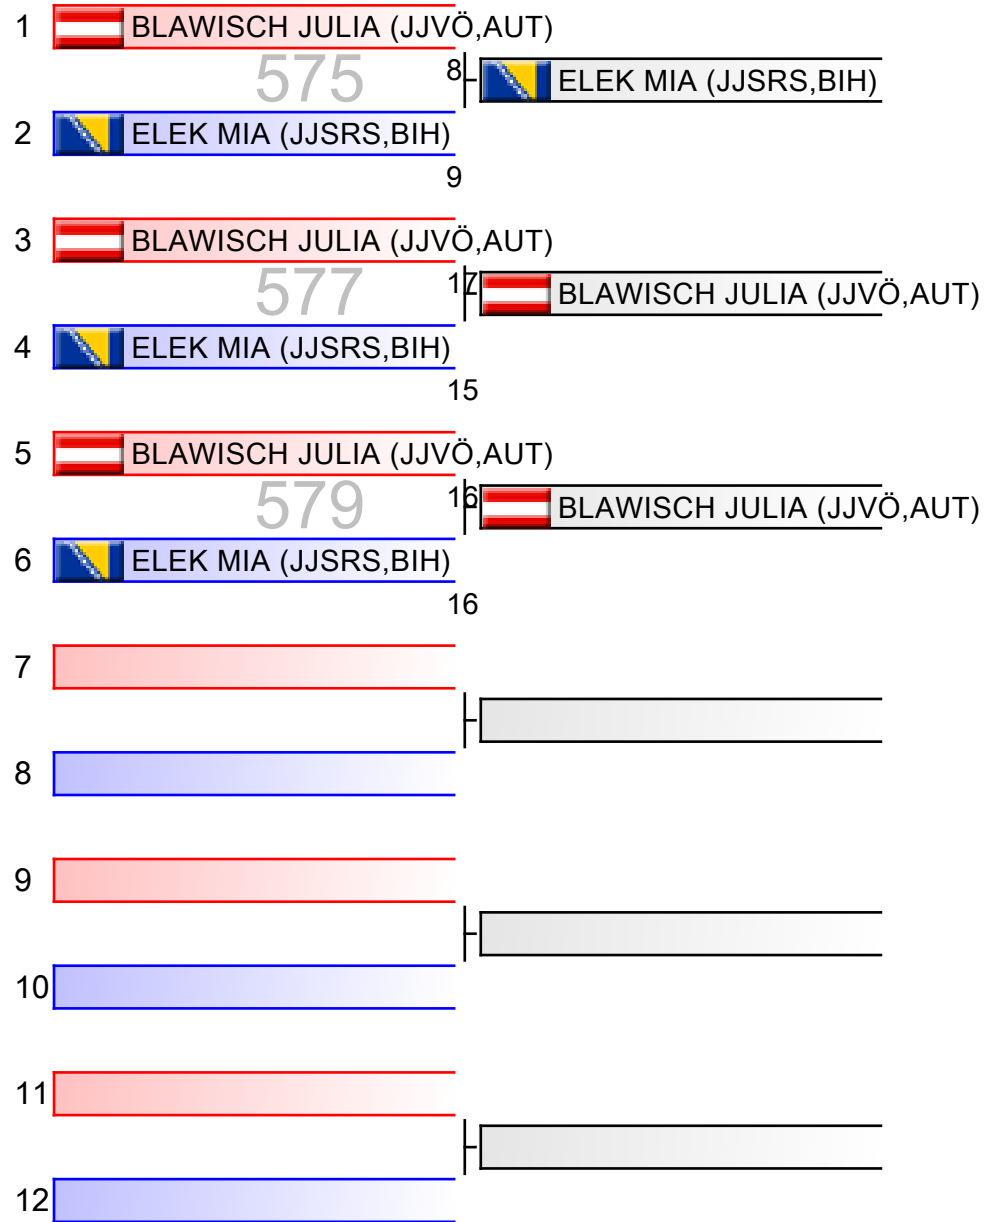 1 BLAWISCH JULIA (JJVÖ,AUT)
575
8 ELEK MIA (JJSRS,BIH)
2 ELEK MIA (JJSRS,BIH)
9
3 BLAWISCH JULIA (JJVÖ,AUT)
577
17 BLAWISCH JULIA (JJVÖ,AUT)
4 ELEK MIA (JJSRS,BIH)
15
5 BLAWISCH JULIA (JJVÖ,AUT)
579
16 BLAWISCH JULIA (JJVÖ,AUT)
6 ELEK MIA (JJSRS,BIH)
16
7
8
9
10
11
12